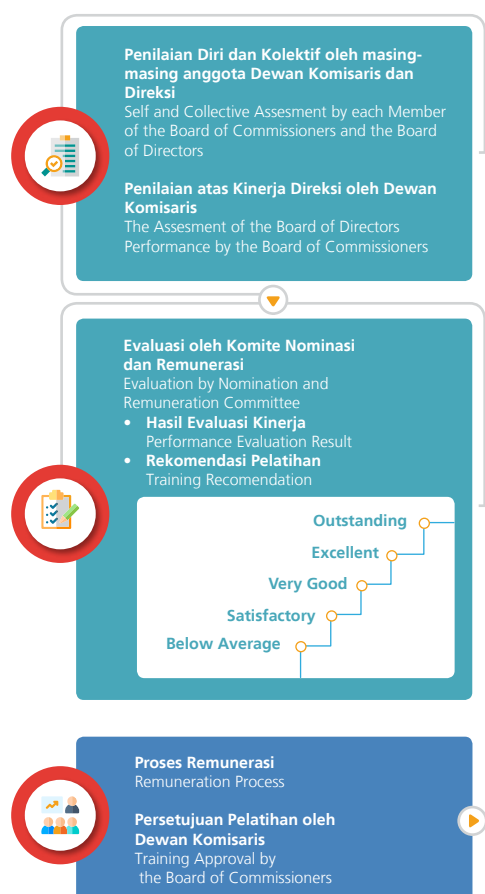 Penilaian Diri dan Kolektif oleh masing-
masing anggota Dewan Komisaris dan
Direksi
Self and Collective Assesment by each Member
of the Board of Commissioners and the Board
of Directors
Penilaian atas Kinerja Direksi oleh Dewan
Komisaris
The Assesment of the Board of Directors
Performance by the Board of Commissioners
Evaluasi oleh Komite Nominasi
dan Remunerasi
Evaluation by Nomination and
Remuneration Committee
• Hasil Evaluasi Kinerja
Performance Evaluation Result
• Rekomendasi Pelatihan
Training Recomendation
Outstanding
Excellent
Very Good
Satisfactory
Below Average
Proses Remunerasi
Remuneration Process
Persetujuan Pelatihan oleh
Dewan Komisaris
Training Approval by
the Board of Commissioners